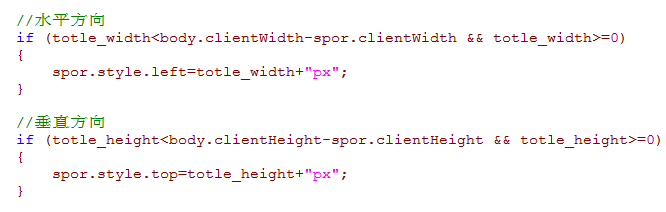 //水平方向
if (totle_width<body.clientWidth-spor.clientWidth && totle_width>=0)
{
    spor.style.left=totle_width+"px";
}
//垂直方向
if (totle_height<body.clientHeight-spor.clientHeight && totle_height>=0)
{
    spor.style.top=totle_height+"px";
}